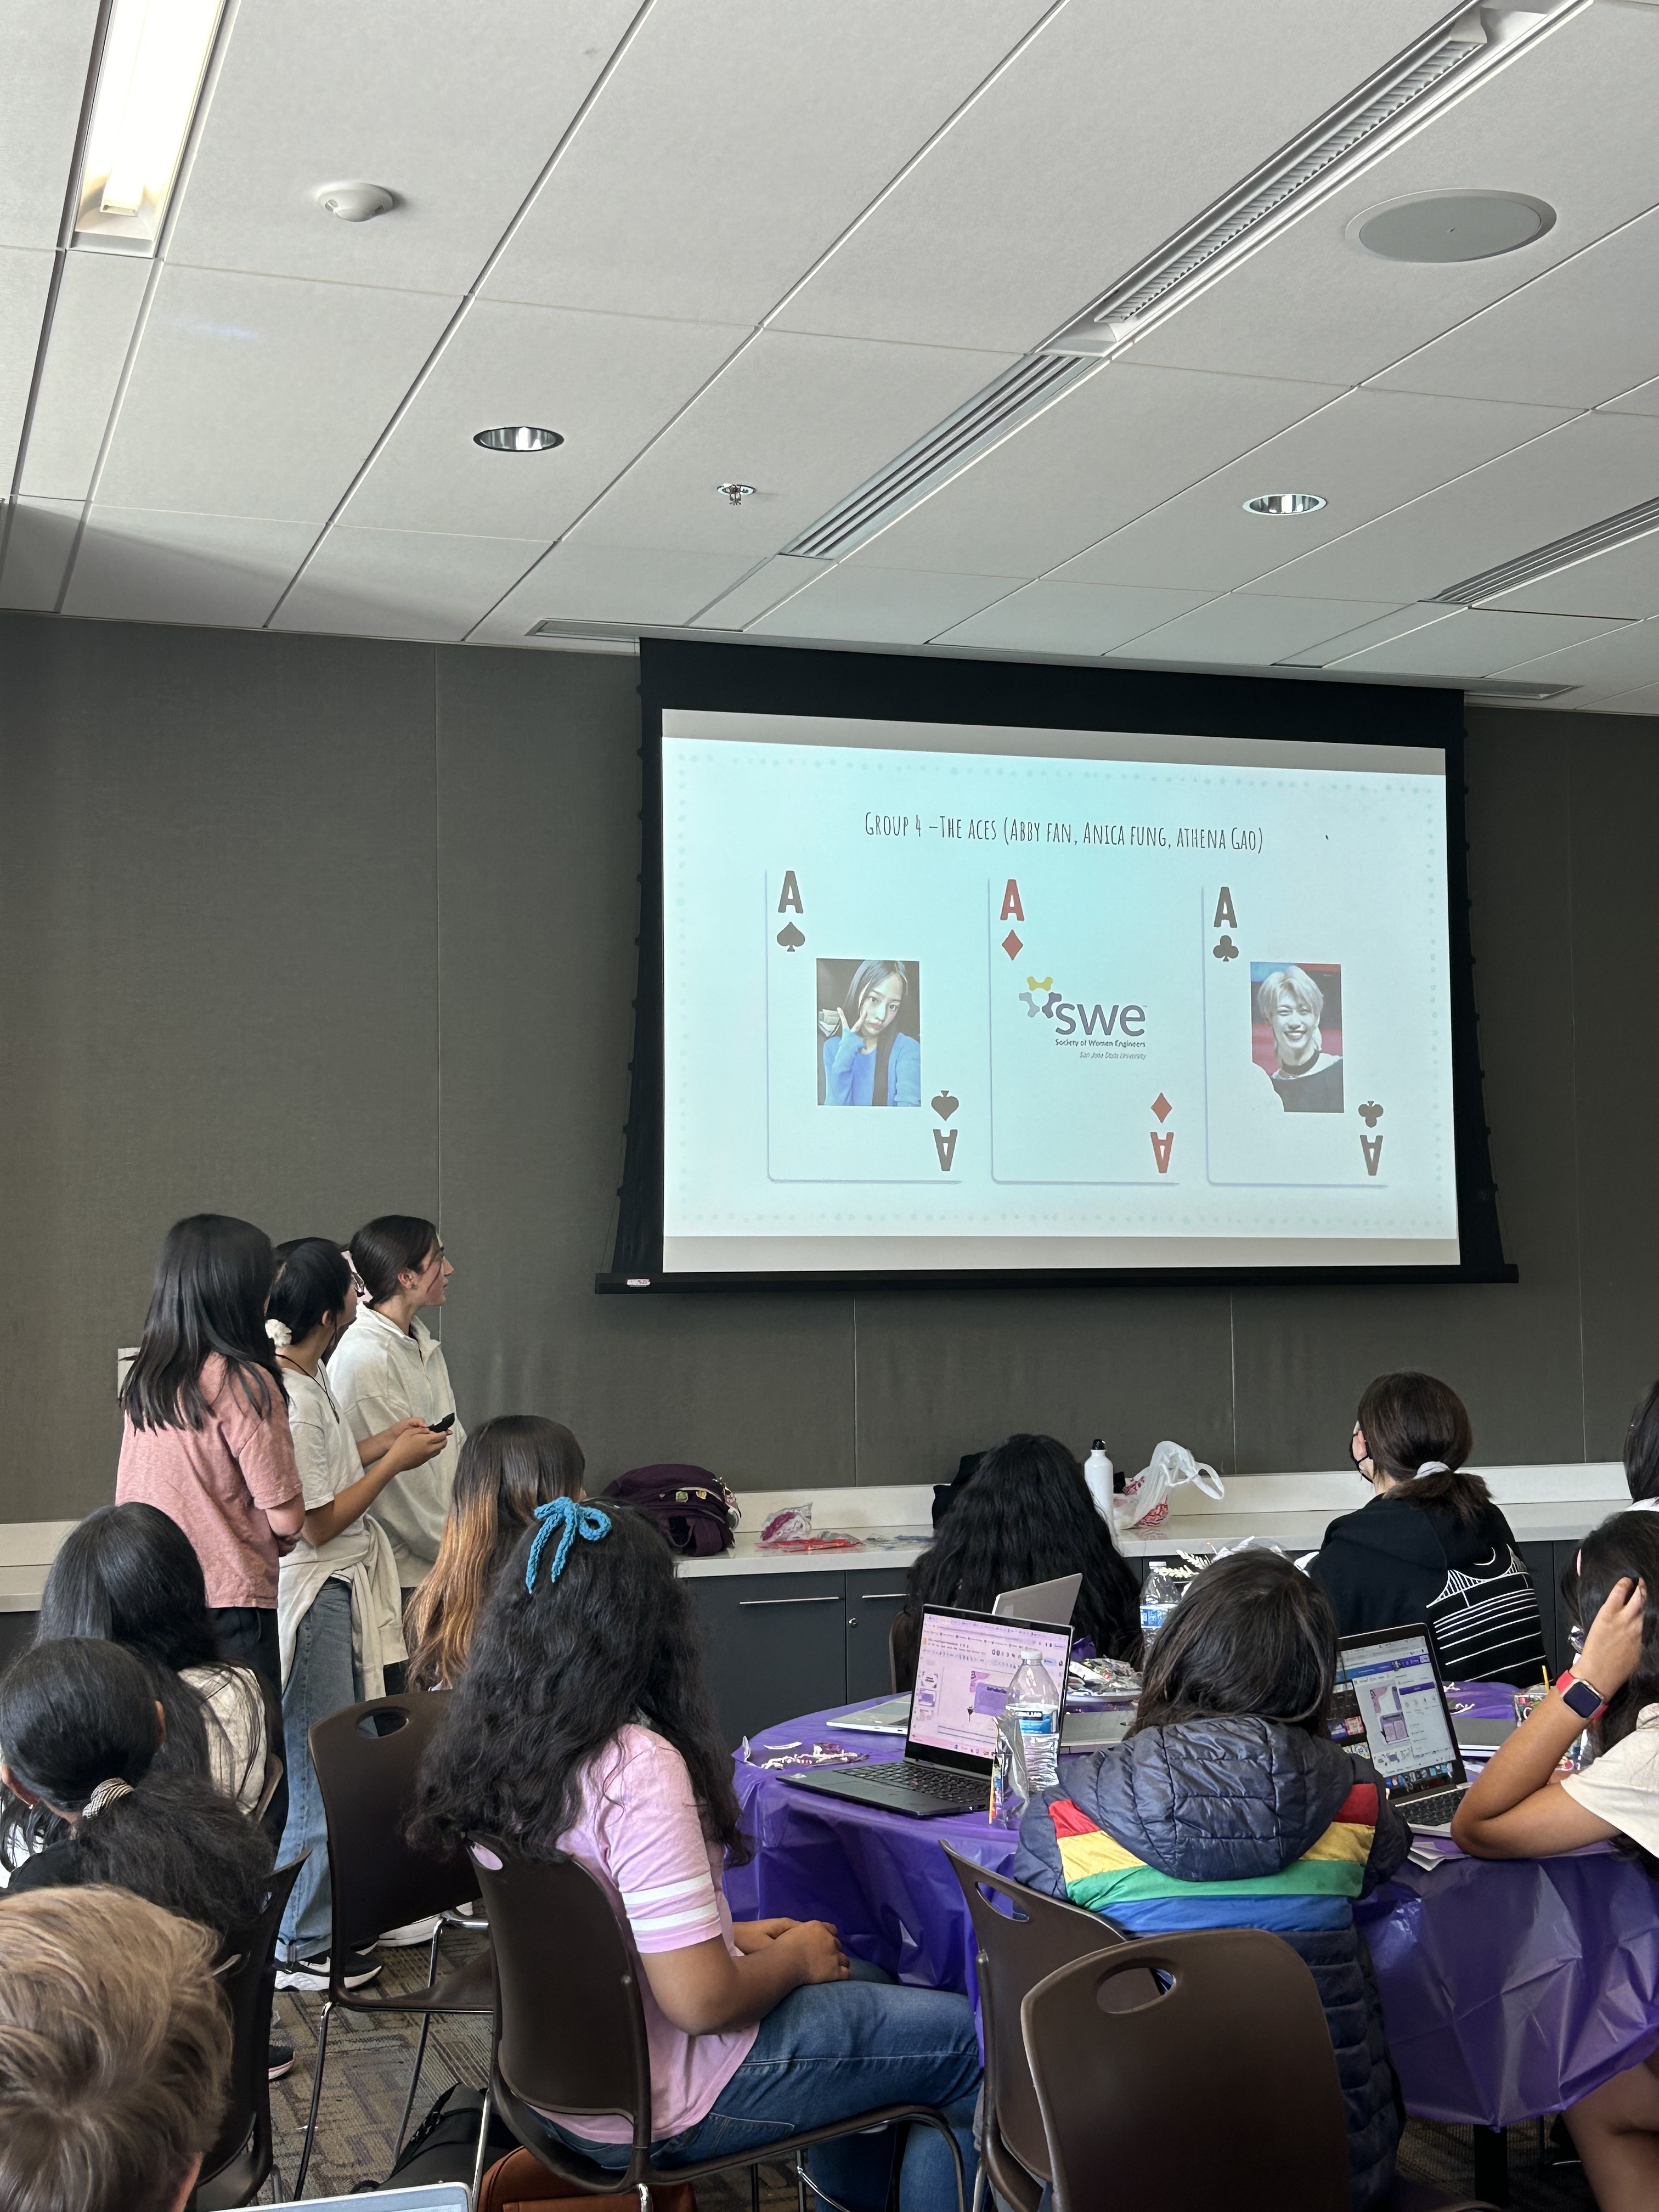 GROUP 4 –THE ACES (ABBY FAN, ANICA FUNG, ATHENA GAO)
A
A
A
swe
Society of Women Engineers
San Jose State University
A
A
A